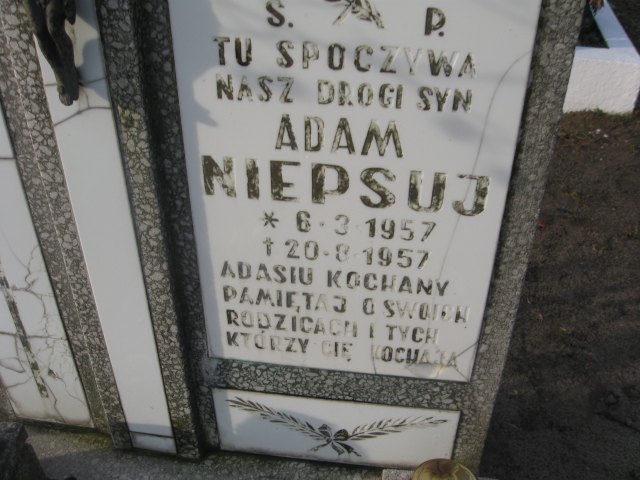 Ś. P.
TU SPOCZYWA
NASZ DROGI SYN
ADAM
NIEPSUJ
* 6-3-1957
† 20-8-1957
ADASIU KOCHANY
PAMIĘTAJ O SWOICH
RODZICACH I TYCH
KTÓRZY CIĘ KOCHAJĄ